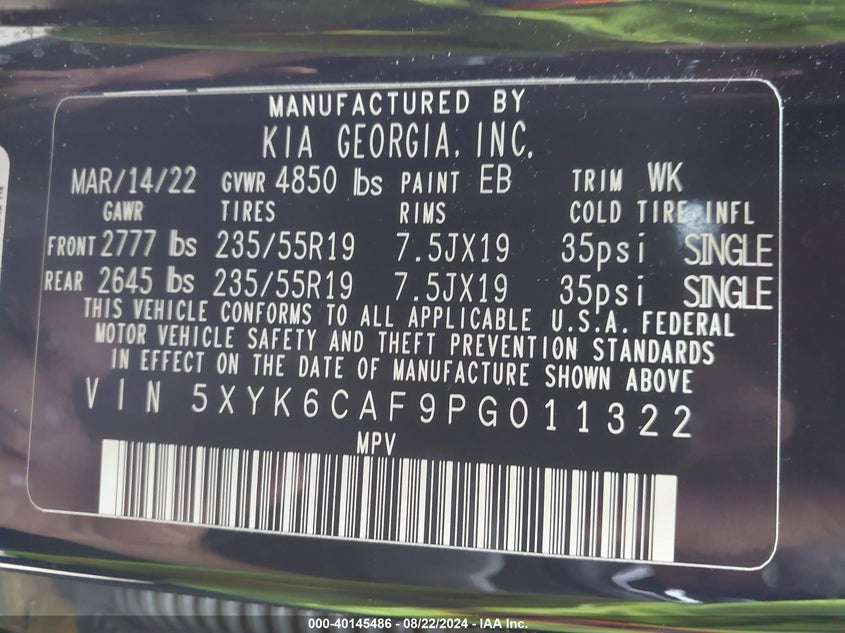 MANUFACTURED BY
KIA GEORGIA, INC.
MAR/14/22 GVWR 4850 lbs PAINT EB TRIM WK
GAWR TIRES RIMS COLD TIRE INFL
FRONT 2777 lbs 235/55R19 7.5JX19 35psi SINGLE
REAR 2645 lbs 235/55R19 7.5JX19 35psi SINGLE
THIS VEHICLE CONFORMS TO ALL APPLICABLE U.S.A. FEDERAL
MOTOR VEHICLE SAFETY AND THEFT PREVENTION STANDARDS
IN EFFECT ON THE DATE OF MANUFACTURE SHOWN ABOVE
VIN 5XYK6CAF9PG011322
MPV
000-40145486 - 08/22/2024 - IAA Inc.